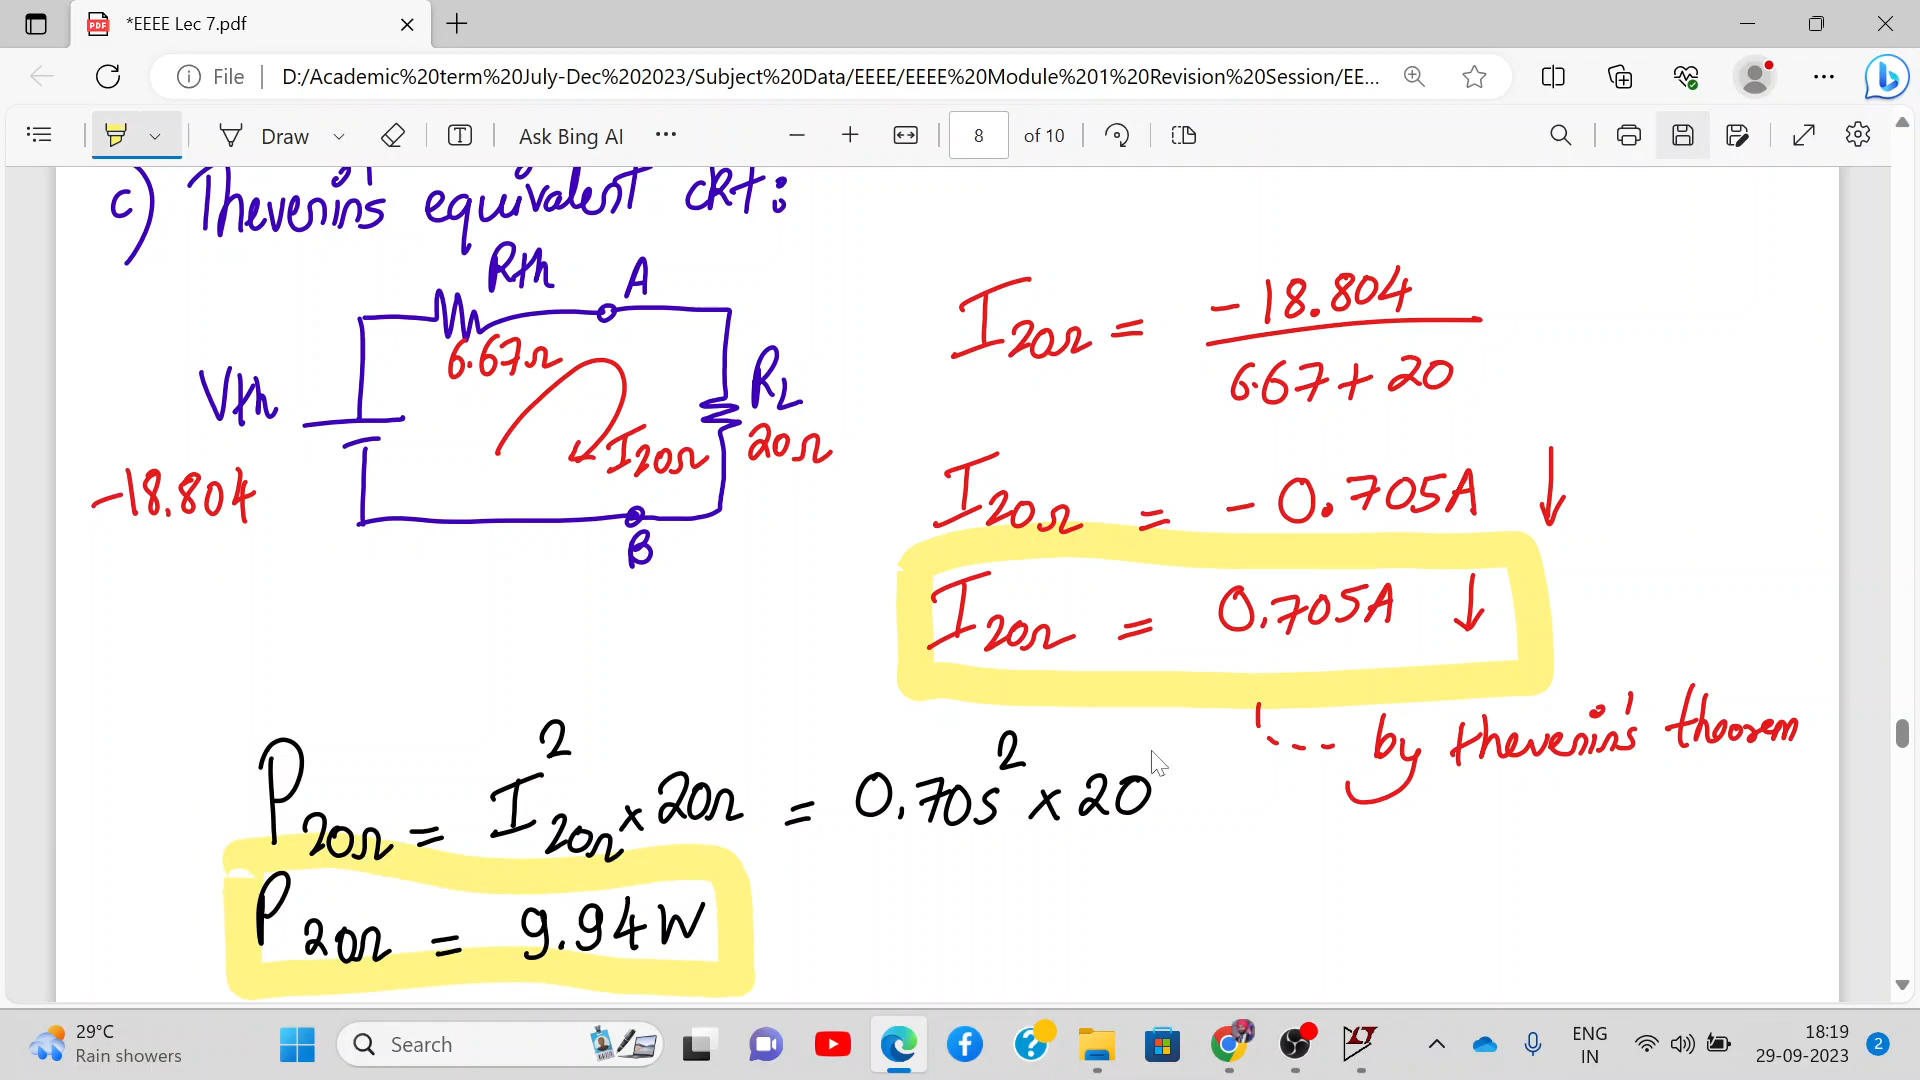 *EEEE Lec 7.pdf
File
D:/Academic%20term%20July-Dec%202023/Subject%20Data/EEEE/EEEE%20Module%201%20Revision%20Session/EE...
Draw
Ask Bing AI
8 of 10
c) Thevenin's equivalent ckt:
Rth
A
6.67Ω
Vth
RL
20Ω
I20Ω
-18.804
B
I20Ω = -18.804
6.67 + 20
I20Ω = - 0.705A ↓
I20Ω = 0.705A ↓
by thevenin's theorem
P20Ω = I²20Ω × 20Ω = 0.705² × 20
P20Ω = 9.94W
29°C
Rain showers
Search
ENG
IN
18:19
29-09-2023
2